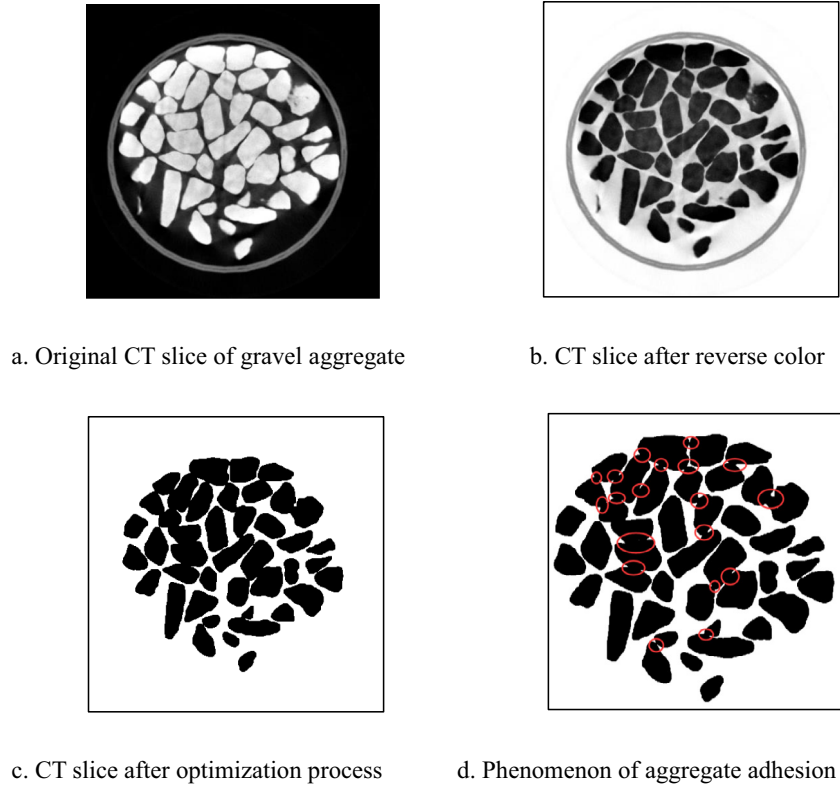 a. Original CT slice of gravel aggregate
b. CT slice after reverse color
c. CT slice after optimization process
d. Phenomenon of aggregate adhesion